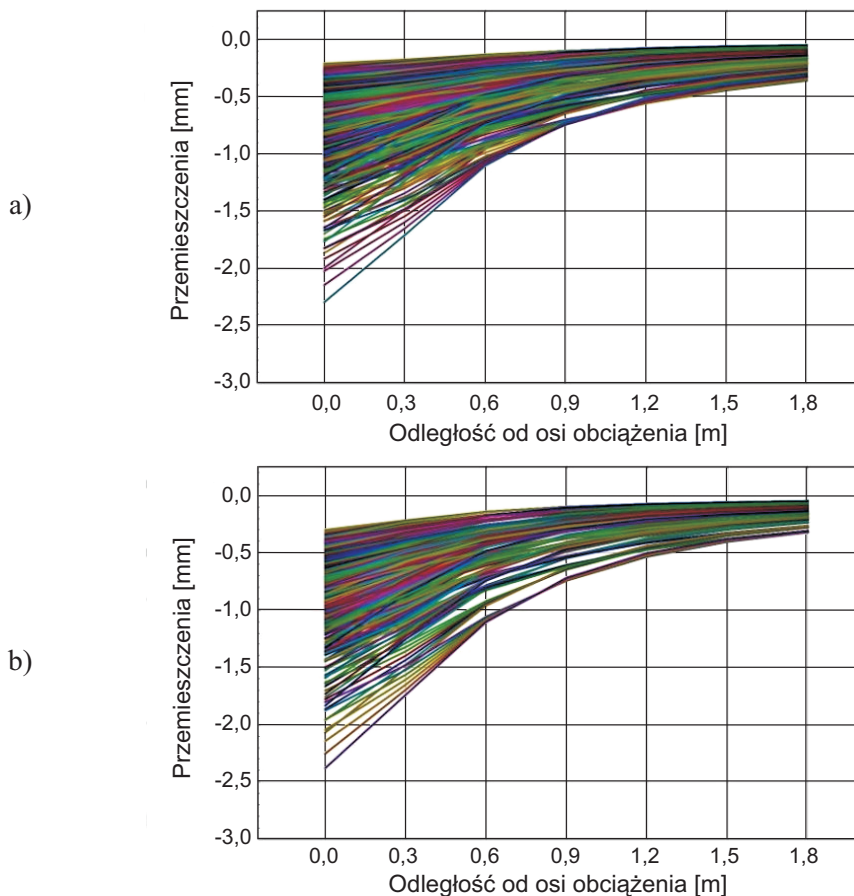 a)
Przemieszczenia [mm]
0,0
-0,5
-1,0
-1,5
-2,0
-2,5
-3,0
0,0 0,3 0,6 0,9 1,2 1,5 1,8
Odległość od osi obciążenia [m]
b)
Przemieszczenia [mm]
0,0
-0,5
-1,0
-1,5
-2,0
-2,5
-3,0
0,0 0,3 0,6 0,9 1,2 1,5 1,8
Odległość od osi obciążenia [m]